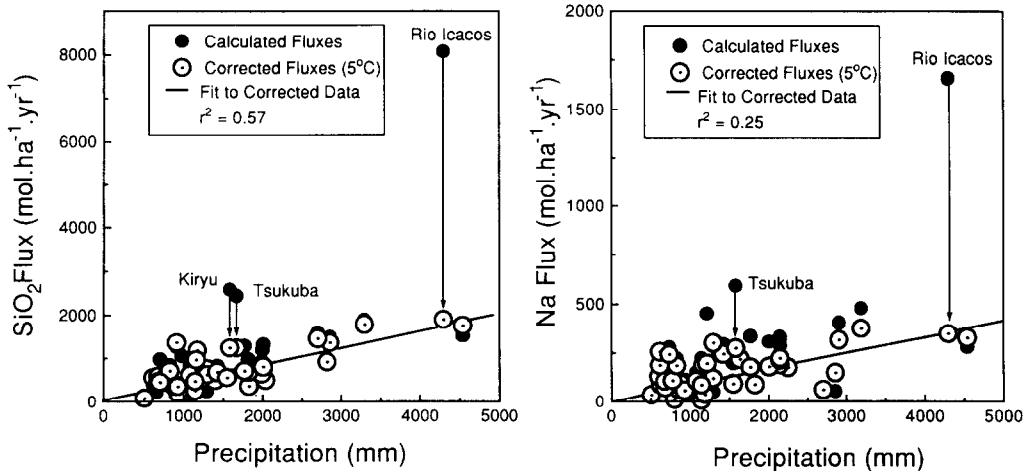 SiO2 Flux (mol.ha-1.yr-1)
8000
6000
4000
2000
0
Calculated Fluxes
Corrected Fluxes (5°C)
Fit to Corrected Data
r² = 0.57
Rio Icacos
Kiryu
Tsukuba
0 1000 2000 3000 4000 5000
Precipitation (mm)
Na Flux (mol.ha-1.yr-1)
2000
1500
1000
500
0
Calculated Fluxes
Corrected Fluxes (5°C)
Fit to Corrected Data
r² = 0.25
Rio Icacos
Tsukuba
0 1000 2000 3000 4000 5000
Precipitation (mm)